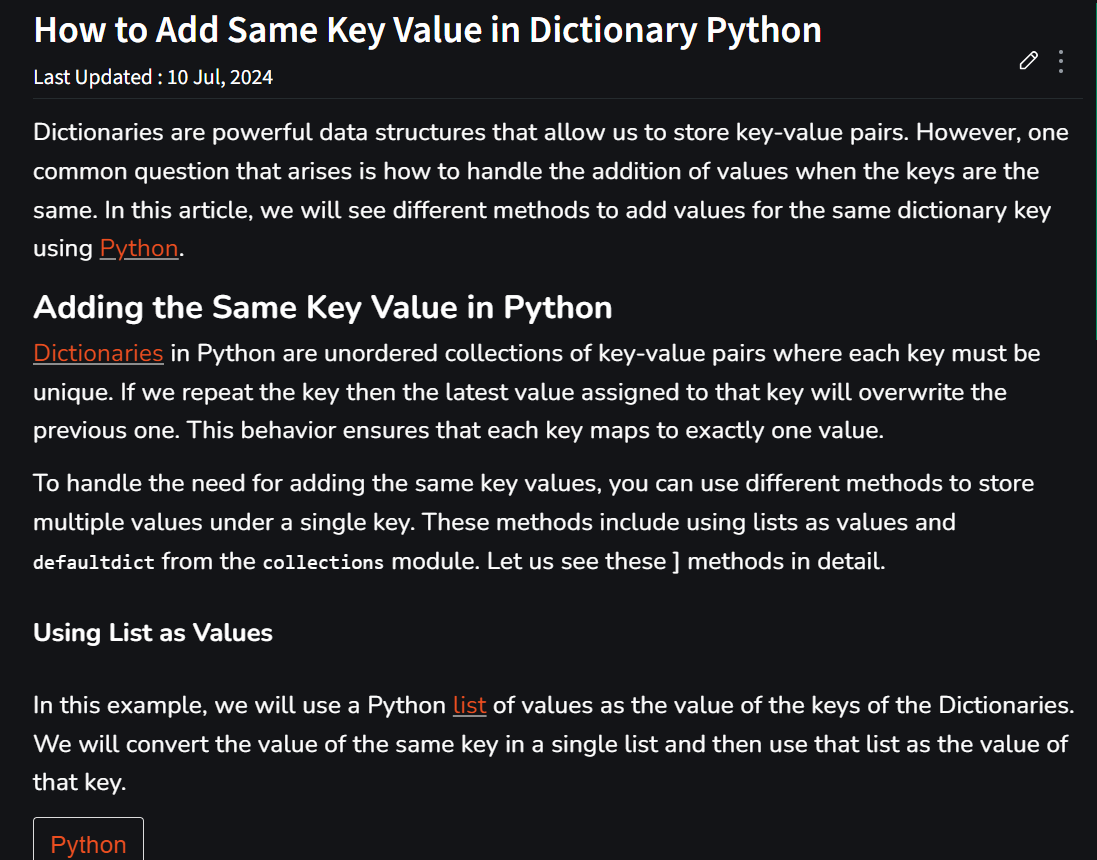 How to Add Same Key Value in Dictionary Python
Last Updated : 10 Jul, 2024
Dictionaries are powerful data structures that allow us to store key-value pairs. However, one
common question that arises is how to handle the addition of values when the keys are the
same. In this article, we will see different methods to add values for the same dictionary key
using Python.
Adding the Same Key Value in Python
Dictionaries in Python are unordered collections of key-value pairs where each key must be
unique. If we repeat the key then the latest value assigned to that key will overwrite the
previous one. This behavior ensures that each key maps to exactly one value.
To handle the need for adding the same key values, you can use different methods to store
multiple values under a single key. These methods include using lists as values and
defaultdict from the collections module. Let us see these ] methods in detail.
Using List as Values
In this example, we will use a Python list of values as the value of the keys of the Dictionaries.
We will convert the value of the same key in a single list and then use that list as the value of
that key.
Python